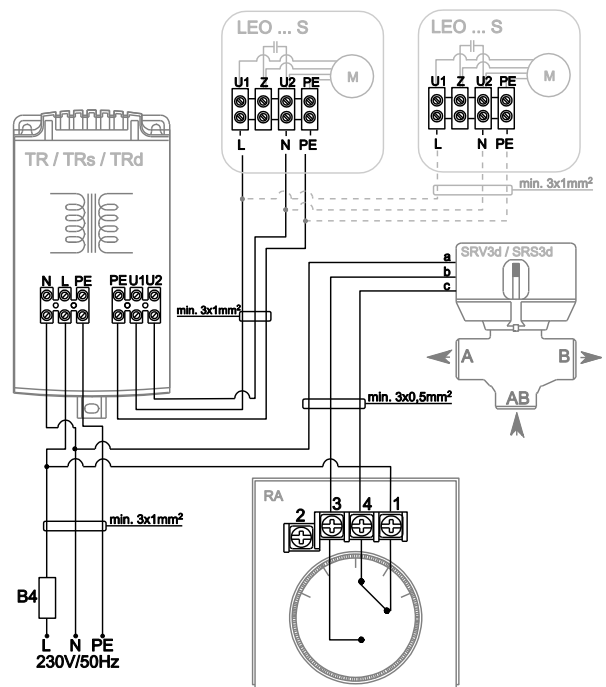 LEO ... S
LEO ... S
M
M
U1 Z U2 PE
U1 Z U2 PE
L N PE
L N PE
TR / TRs / TRd
min. 3x1mm²
SRV3d / SRS3d
a
b
c
N L PE
PE U1 U2
min. 3x1mm²
A
B
AB
min. 3x0,5mm²
RA
2
3
4
1
min. 3x1mm²
B4
L N PE
230V/50Hz